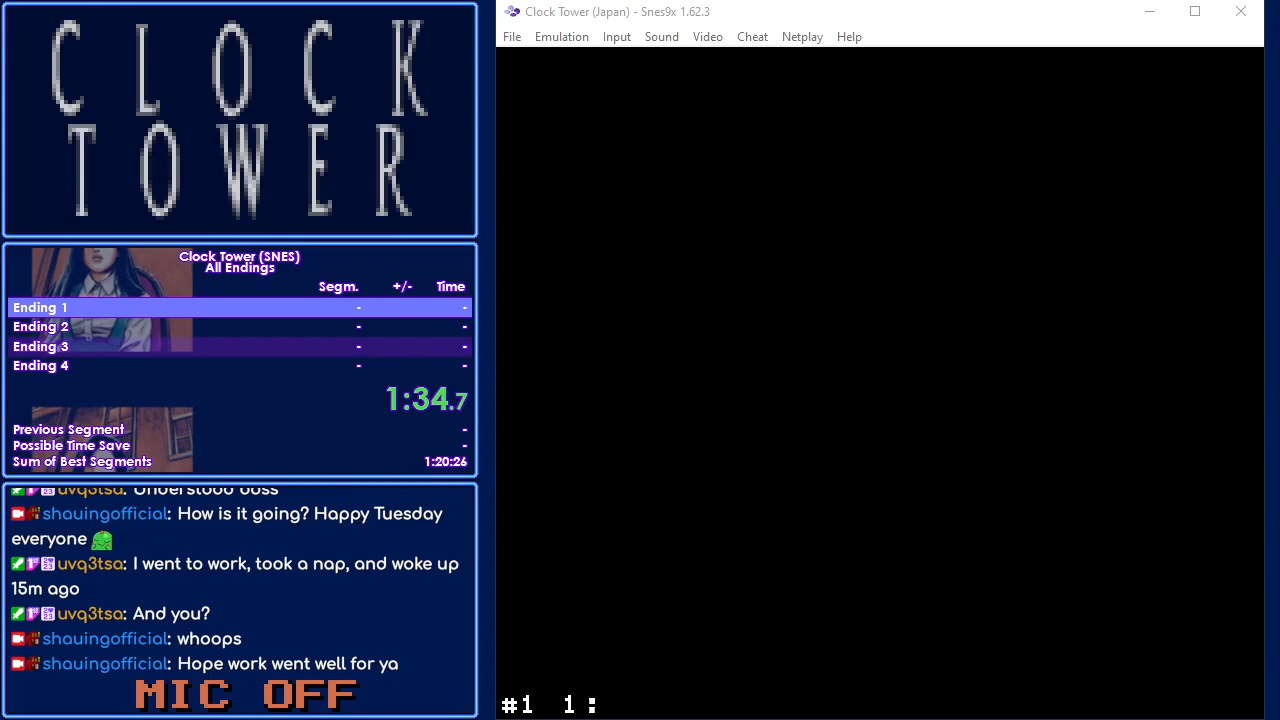 CLOCK
TOWER
Clock Tower (SNES)
All Endings
Segm. +/- Time
Ending 1 - -
Ending 2 - -
Ending 3 - -
Ending 4 - -
1:34.7
Previous Segment -
Possible Time Save -
Sum of Best Segments 1:20:26
uvq3tsa: Understood boss
shauingofficial: How is it going? Happy Tuesday
everyone
uvq3tsa: I went to work, took a nap, and woke up
15m ago
uvq3tsa: And you?
shauingofficial: whoops
shauingofficial: Hope work went well for ya
MIC OFF
Clock Tower (Japan) - Snes9x 1.62.3
File Emulation Input Sound Video Cheat Netplay Help
#1 1: